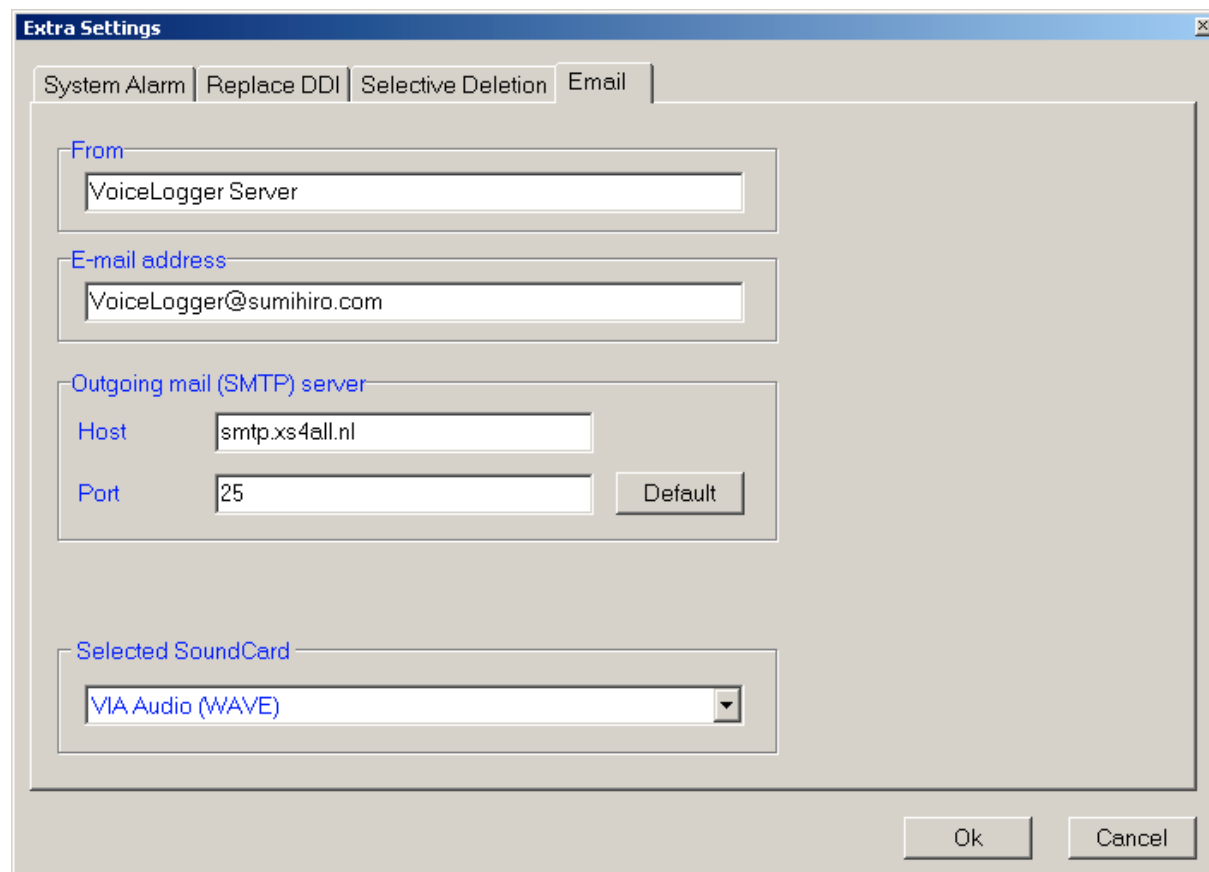 Extra Settings
System Alarm Replace DDI Selective Deletion Email
From
VoiceLogger Server
E-mail address
VoiceLogger@sumihiro.com
Outgoing mail (SMTP) server
Host smtp.xs4all.nl
Port 25 Default
Selected SoundCard
VIA Audio (WAVE)
Ok Cancel